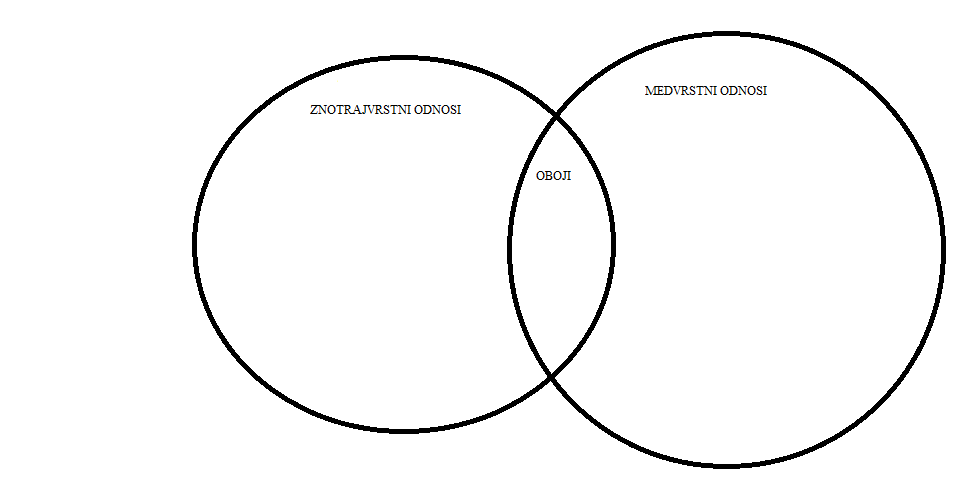 ZNOTRAJVRSTNI ODNOSI
MEDVRSTNI ODNOSI
OBOJI